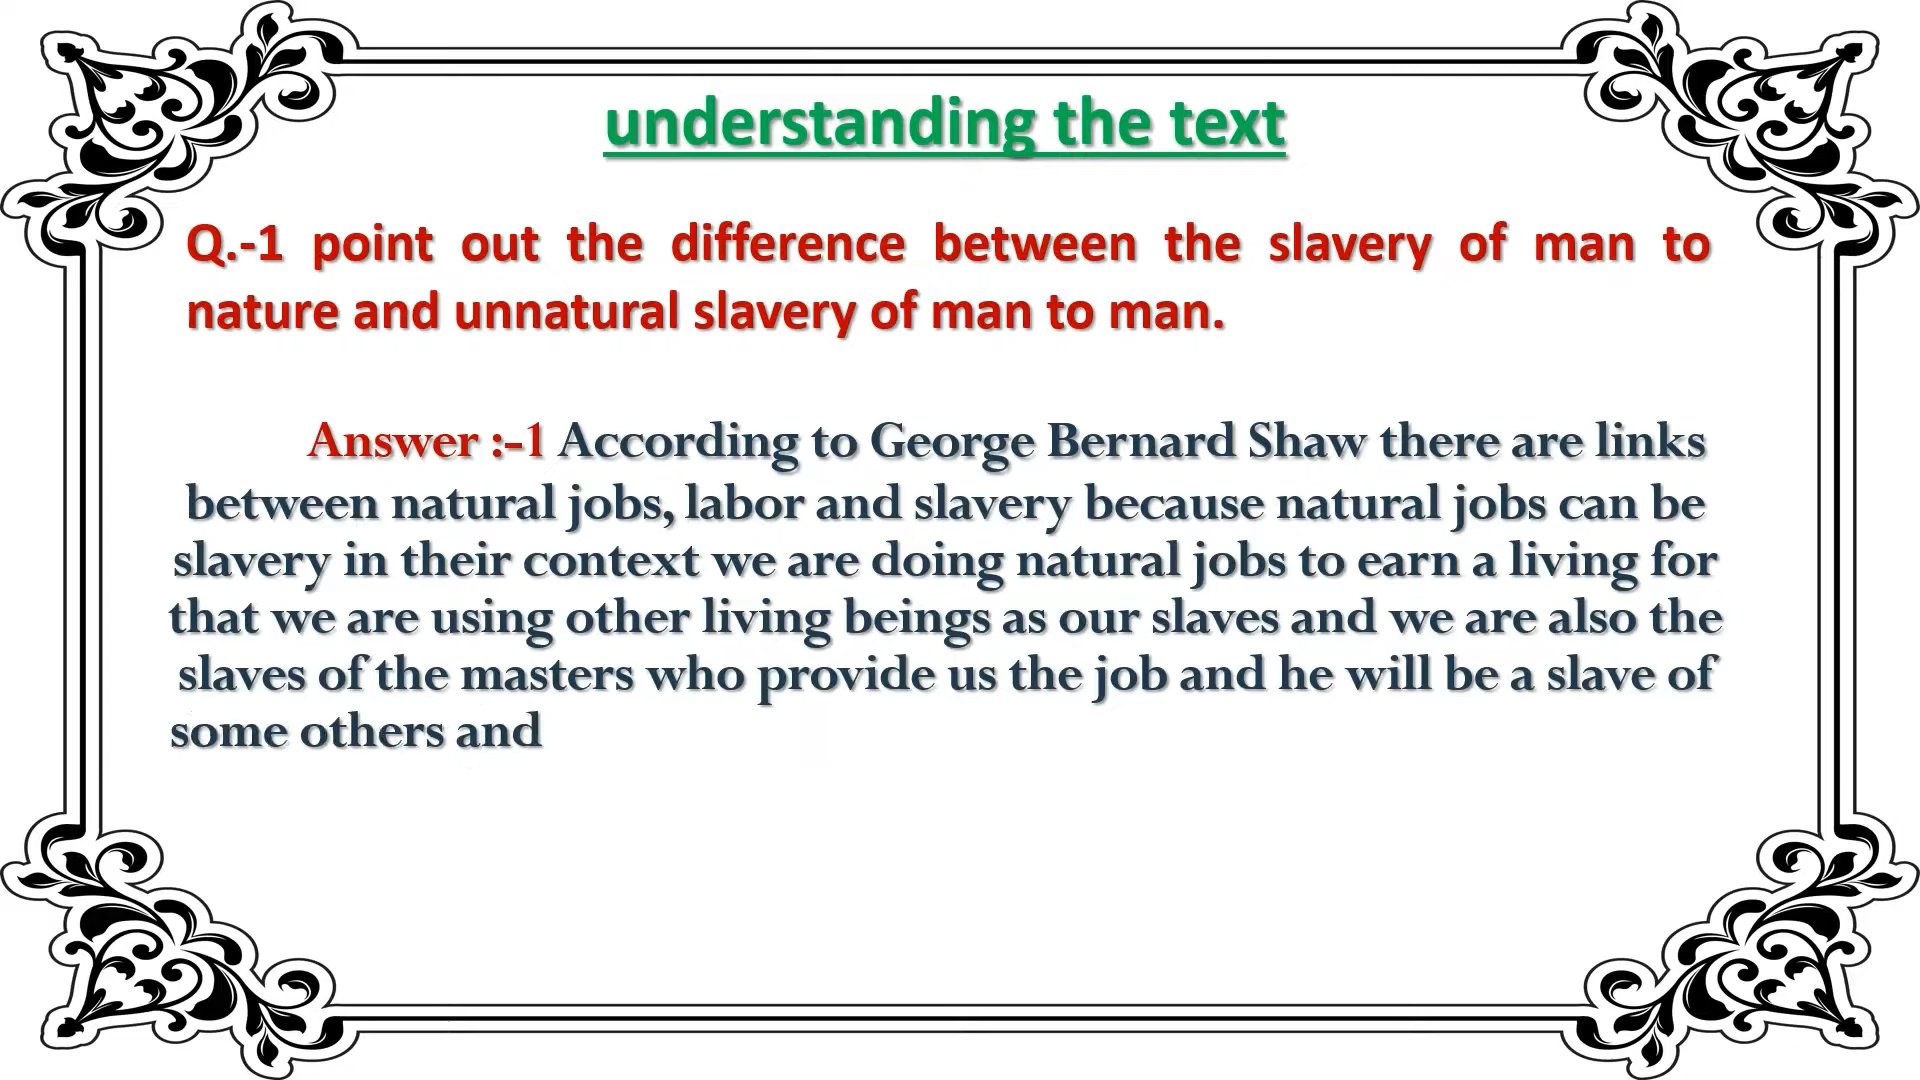 understanding the text
Q.-1 point out the difference between the slavery of man to
nature and unnatural slavery of man to man.
Answer :-1 According to George Bernard Shaw there are links
between natural jobs, labor and slavery because natural jobs can be
slavery in their context we are doing natural jobs to earn a living for
that we are using other living beings as our slaves and we are also the
slaves of the masters who provide us the job and he will be a slave of
some others and